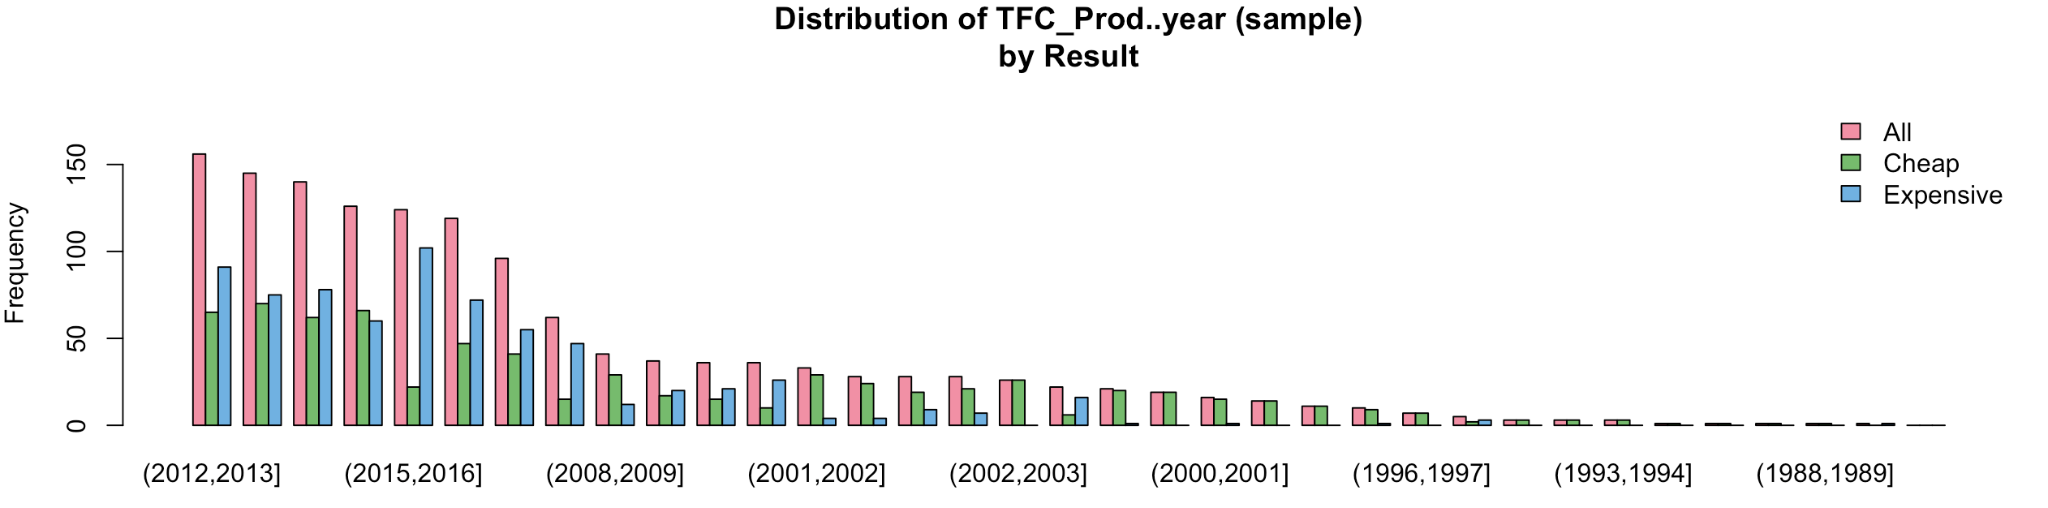 Distribution of TFC_Prod..year (sample)
by Result
All
Cheap
Expensive
Frequency
150
100
50
0
(2012,2013] (2015,2016] (2008,2009] (2001,2002] (2002,2003] (2000,2001] (1996,1997] (1993,1994] (1988,1989]